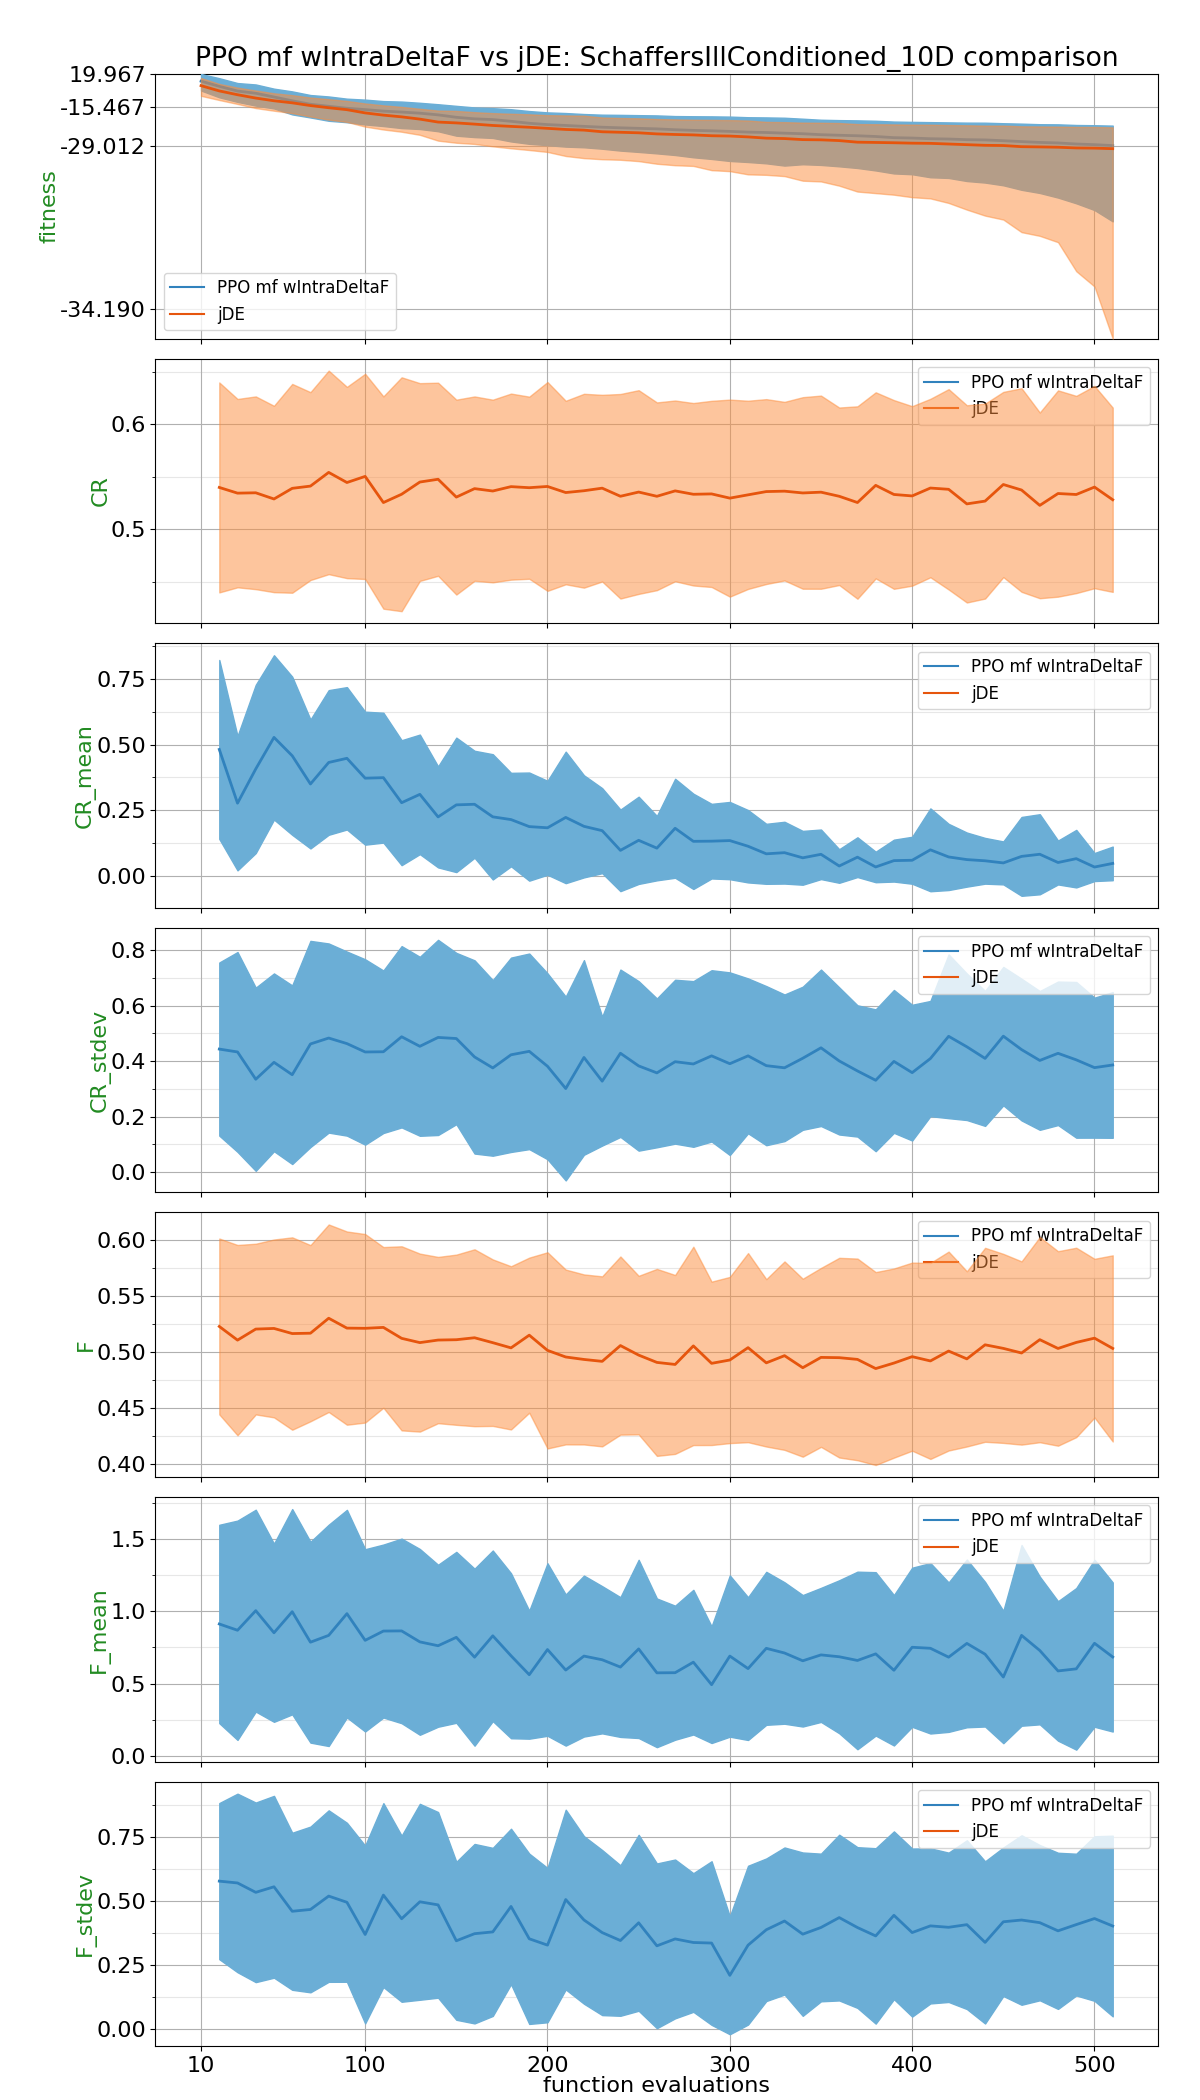 PPO mf wIntraDeltaF vs jDE: SchaffersIllConditioned_10D comparison
19.967
-15.467
-29.012
-34.190
fitness
PPO mf wIntraDeltaF
jDE
0.6
0.5
CR
PPO mf wIntraDeltaF
jDE
0.75
0.50
0.25
0.00
CR_mean
PPO mf wIntraDeltaF
jDE
0.8
0.6
0.4
0.2
0.0
CR_stdev
PPO mf wIntraDeltaF
jDE
0.60
0.55
0.50
0.45
0.40
F
PPO mf wIntraDeltaF
jDE
1.5
1.0
0.5
0.0
F_mean
PPO mf wIntraDeltaF
jDE
0.75
0.50
0.25
0.00
F_stdev
PPO mf wIntraDeltaF
jDE
10 100 200 300 400 500
function evaluations